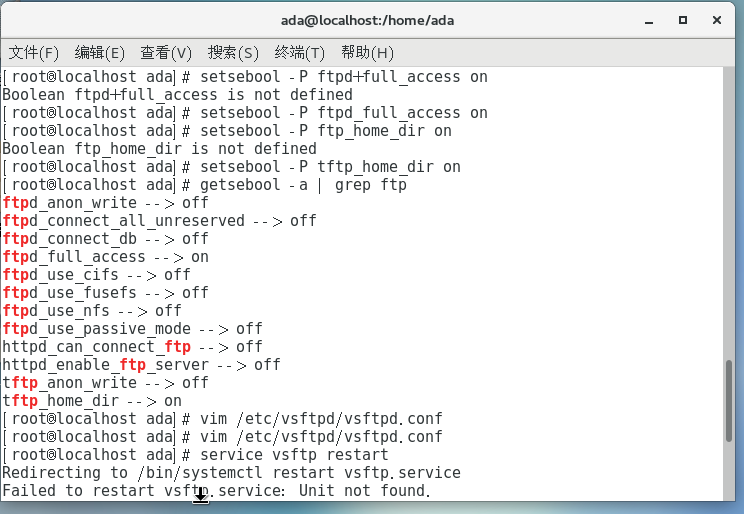 ada@localhost:/home/ada
文件(F) 编辑(E) 查看(V) 搜索(S) 终端(T) 帮助(H)
[root@localhost ada]# setsebool -P ftpd+full_access on
Boolean ftpd+full_access is not defined
[root@localhost ada]# setsebool -P ftpd_full_access on
[root@localhost ada]# setsebool -P ftp_home_dir on
Boolean ftp_home_dir is not defined
[root@localhost ada]# setsebool -P tftp_home_dir on
[root@localhost ada]# getsebool -a | grep ftp
ftpd_anon_write --> off
ftpd_connect_all_unreserved --> off
ftpd_connect_db --> off
ftpd_full_access --> on
ftpd_use_cifs --> off
ftpd_use_fusefs --> off
ftpd_use_nfs --> off
ftpd_use_passive_mode --> off
httpd_can_connect_ftp --> off
httpd_enable_ftp_server --> off
tftp_anon_write --> off
tftp_home_dir --> on
[root@localhost ada]# vim /etc/vsftpd/vsftpd.conf
[root@localhost ada]# vim /etc/vsftpd/vsftpd.conf
[root@localhost ada]# service vsftp restart
Redirecting to /bin/systemctl restart vsftp.service
Failed to restart vsftp.service: Unit not found.